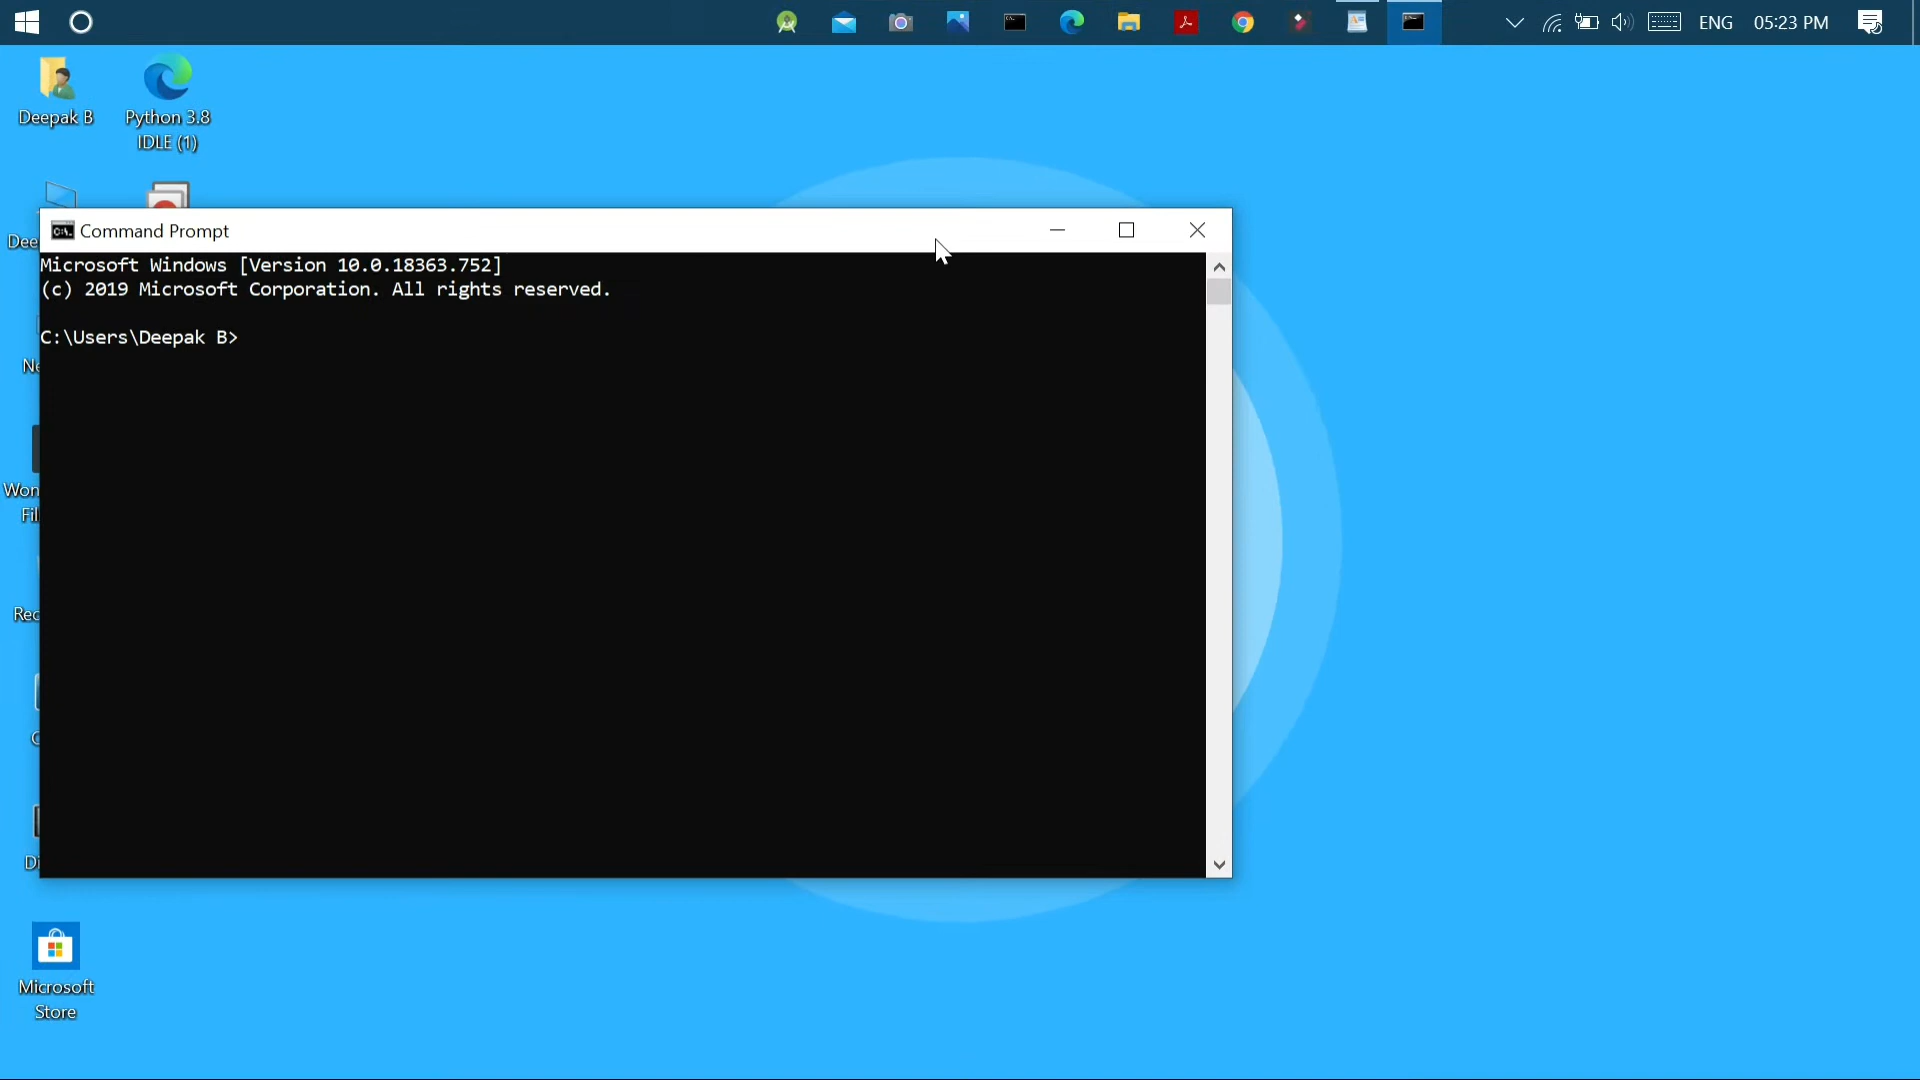 ENG 05:23 PM
Deepak B
Python 3.8
IDLE (1)
Command Prompt
Microsoft Windows [Version 10.0.18363.752]
(c) 2019 Microsoft Corporation. All rights reserved.
C:\Users\Deepak B>
Microsoft
Store